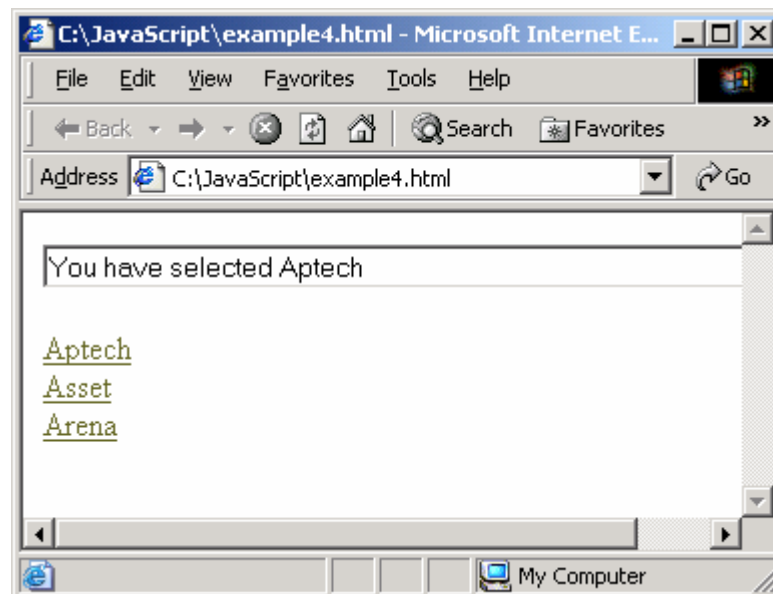 C:\JavaScript\example4.html - Microsoft Internet E...
File Edit View Favorites Tools Help
Back Search Favorites »
Address C:\JavaScript\example4.html Go
You have selected Aptech
Aptech
Asset
Arena
My Computer